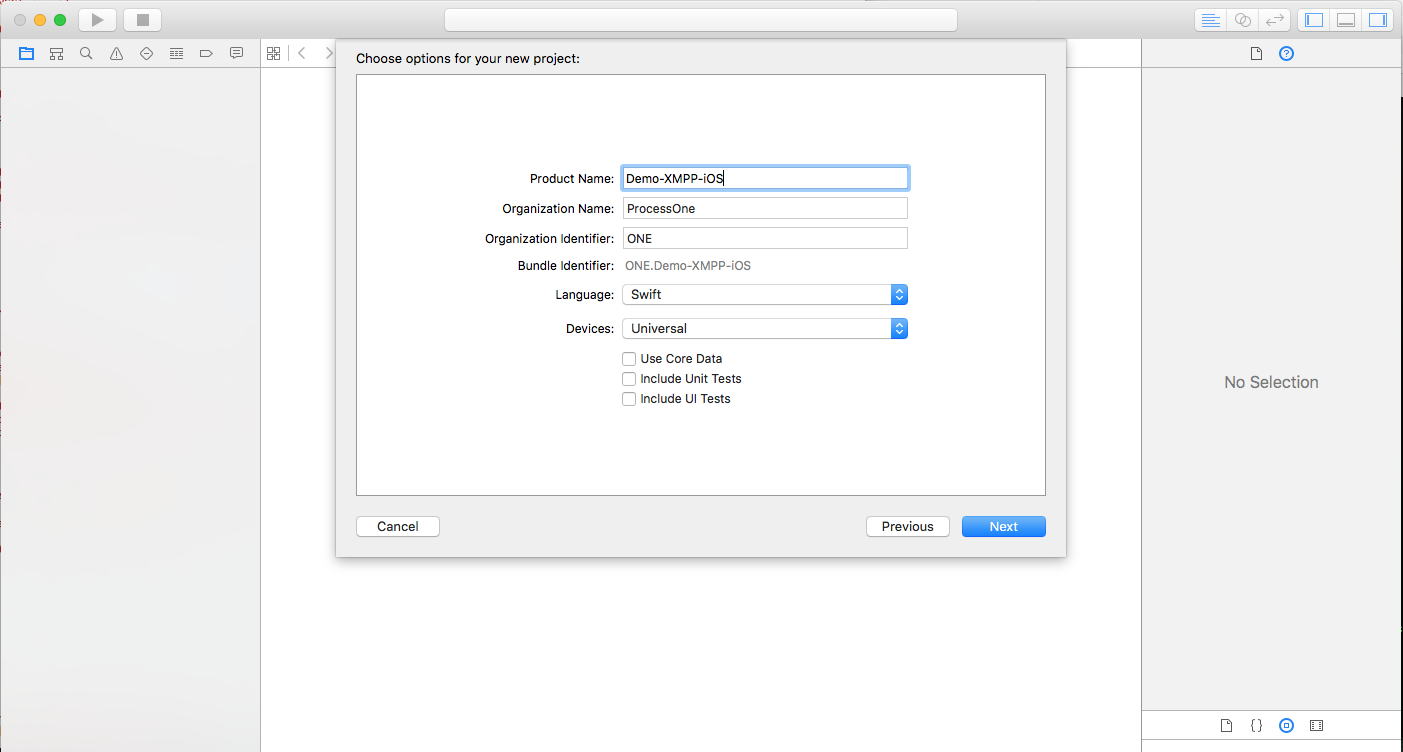 Choose options for your new project:
Product Name: Demo-XMPP-iOS
Organization Name: ProcessOne
Organization Identifier: ONE
Bundle Identifier: ONE.Demo-XMPP-iOS
Language: Swift
Devices: Universal
Use Core Data
Include Unit Tests
Include UI Tests
No Selection
Cancel Previous Next